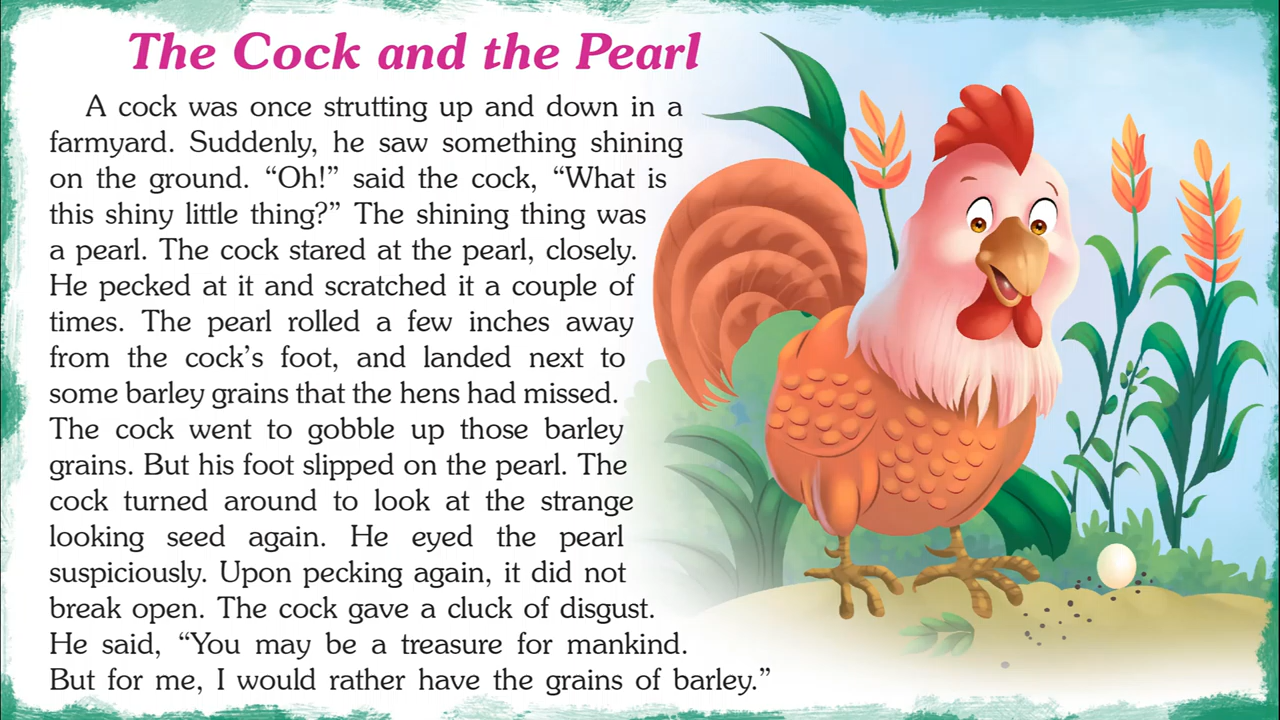 The Cock and the Pearl
A cock was once strutting up and down in a
farmyard. Suddenly, he saw something shining
on the ground. “Oh!” said the cock, “What is
this shiny little thing?” The shining thing was
a pearl. The cock stared at the pearl, closely.
He pecked at it and scratched it a couple of
times. The pearl rolled a few inches away
from the cock’s foot, and landed next to
some barley grains that the hens had missed.
The cock went to gobble up those barley
grains. But his foot slipped on the pearl. The
cock turned around to look at the strange
looking seed again. He eyed the pearl
suspiciously. Upon pecking again, it did not
break open. The cock gave a cluck of disgust.
He said, “You may be a treasure for mankind.
But for me, I would rather have the grains of barley.”